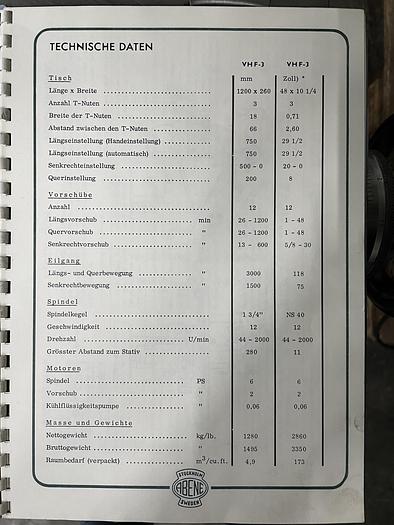 TECHNISCHE DATEN
VHF-3 VHF-3
Tisch mm Zoll) *
Länge x Breite 1200 x 260 48 x 10 1/4
Anzahl T-Nuten 3 3
Breite der T-Nuten 18 0,71
Abstand zwischen den T-Nuten 66 2,60
Längseinstellung (Handeinstellung) 750 29 1/2
Längseinstellung (automatisch) 750 29 1/2
Senkrechteinstellung 500 - 0 20 - 0
Querinstellung 200 8
Vorschübe
Anzahl 12 12
Längsvorschub min 26 - 1200 1 - 48
Quervorschub " 26 - 1200 1 - 48
Senkrechtvorschub " 13 - 600 5/8 - 30
Eilgang
Längs- und Querbewegung " 3000 118
Senkrechtbewegung " 1500 75
Spindel
Spindelkegel 1 3/4" NS 40
Geschwindigkeit 12 12
Drehzahl U/min 44 - 2000 44 - 2000
Grösster Abstand zum Stativ 280 11
Motoren
Spindel PS 6 6
Vorschub " 2 2
Kühlflüssigkeitspumpe " 0,06 0,06
Masse und Gewichte
Nettogewicht kg/lb. 1280 2860
Bruttogewicht " 1495 3350
Raumbedarf (verpackt) m3/cu.ft. 4,9 173
STOCKHOLM
ABENE
SWEDEN